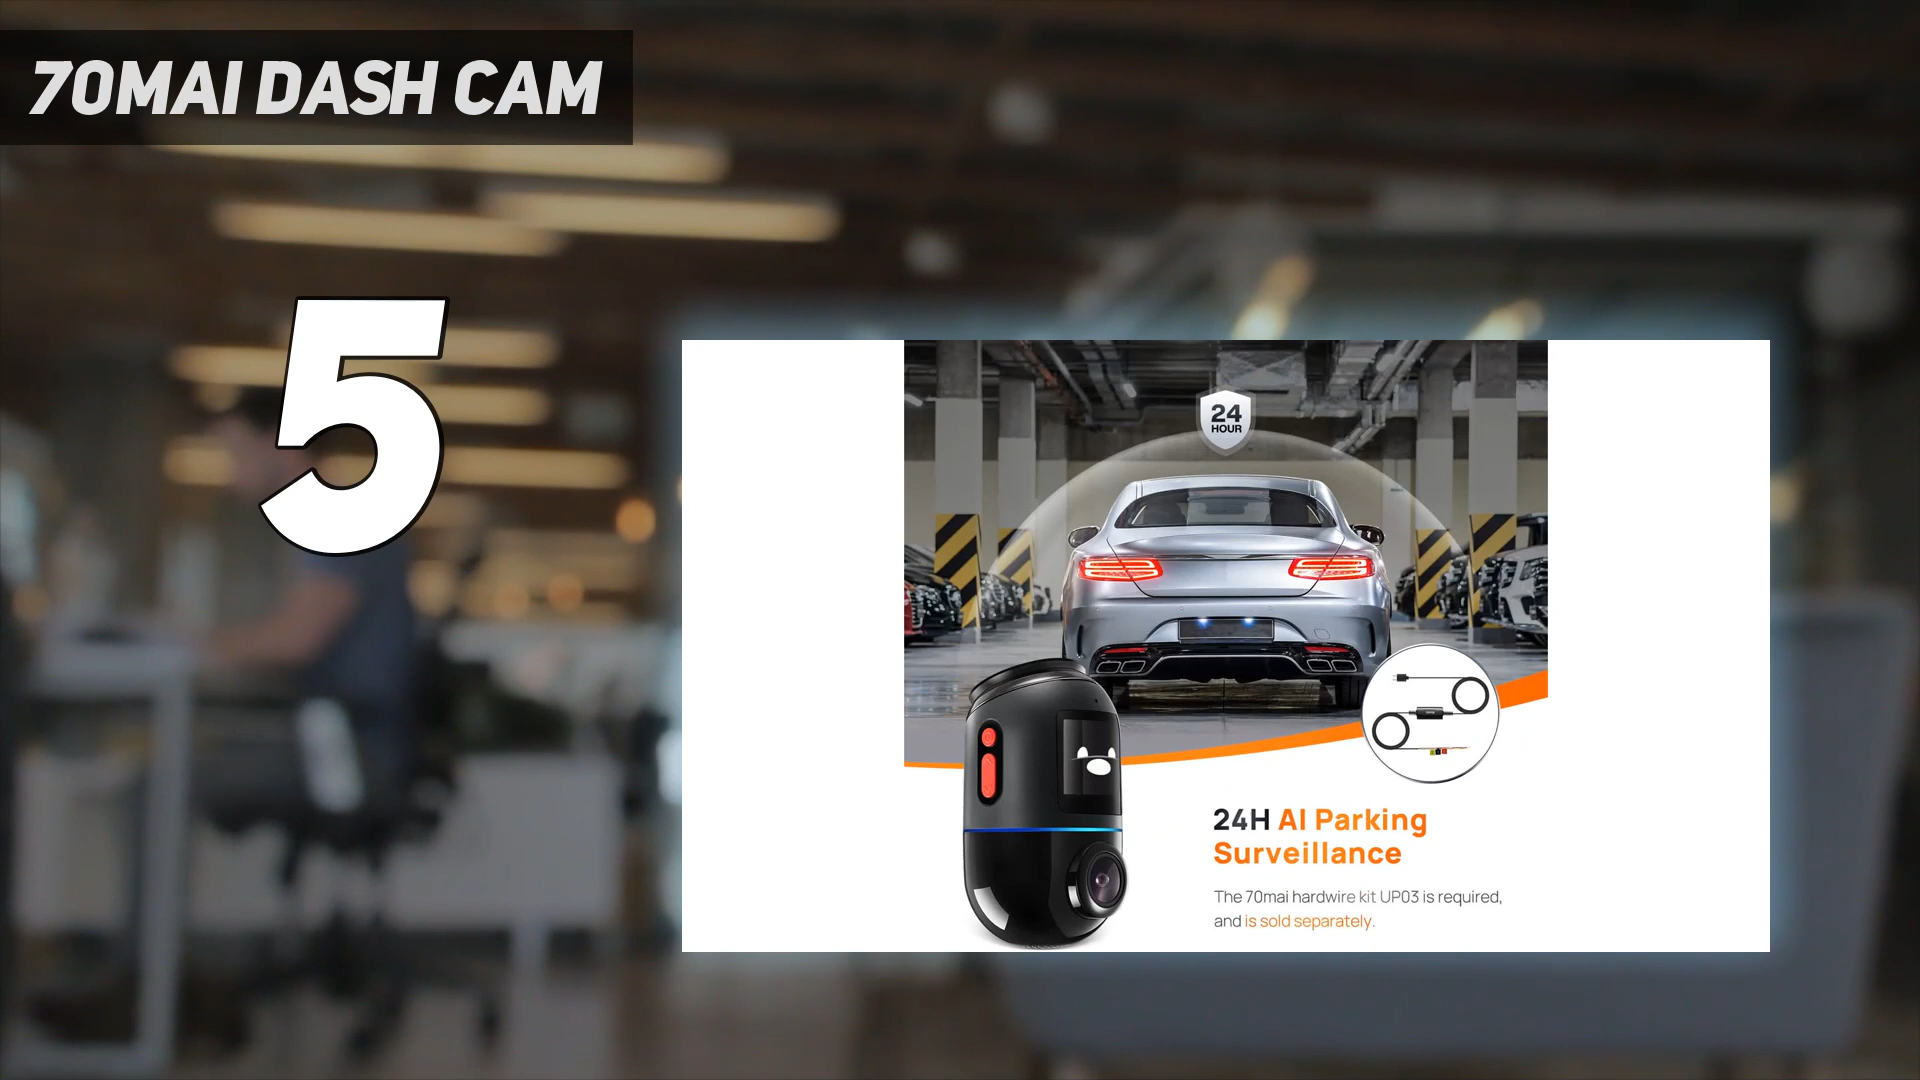 70MAI DASH CAM
5
24
HOUR
24H AI Parking
Surveillance
The 70mai hardwire kit UP03 is required,
and is sold separately.